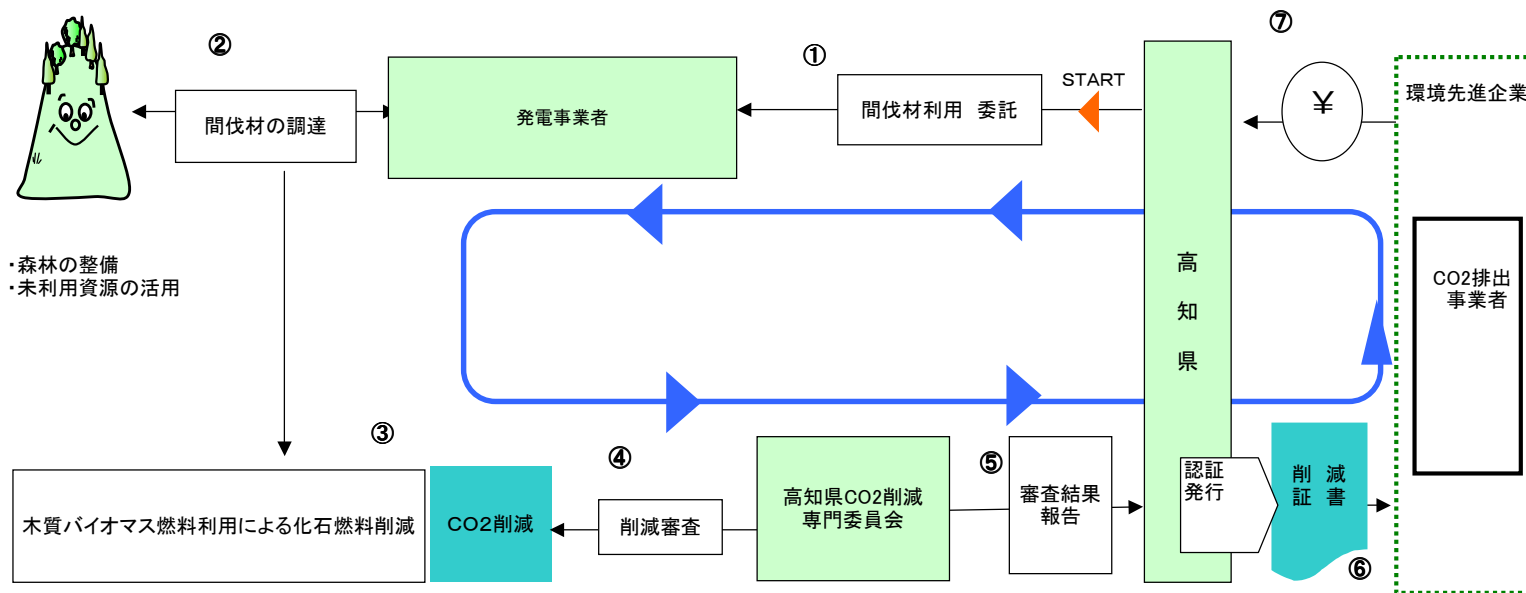 ②
間伐材の調達
・森林の整備
・未利用資源の活用
発電事業者
①
間伐材利用 委託
START
高知県
⑦
¥
環境先進企業
CO2排出
事業者
③
木質バイオマス燃料利用による化石燃料削減
CO2削減
④
削減審査
高知県CO2削減
専門委員会
⑤
審査結果
報告
認証
発行
削 減
証 書
⑥